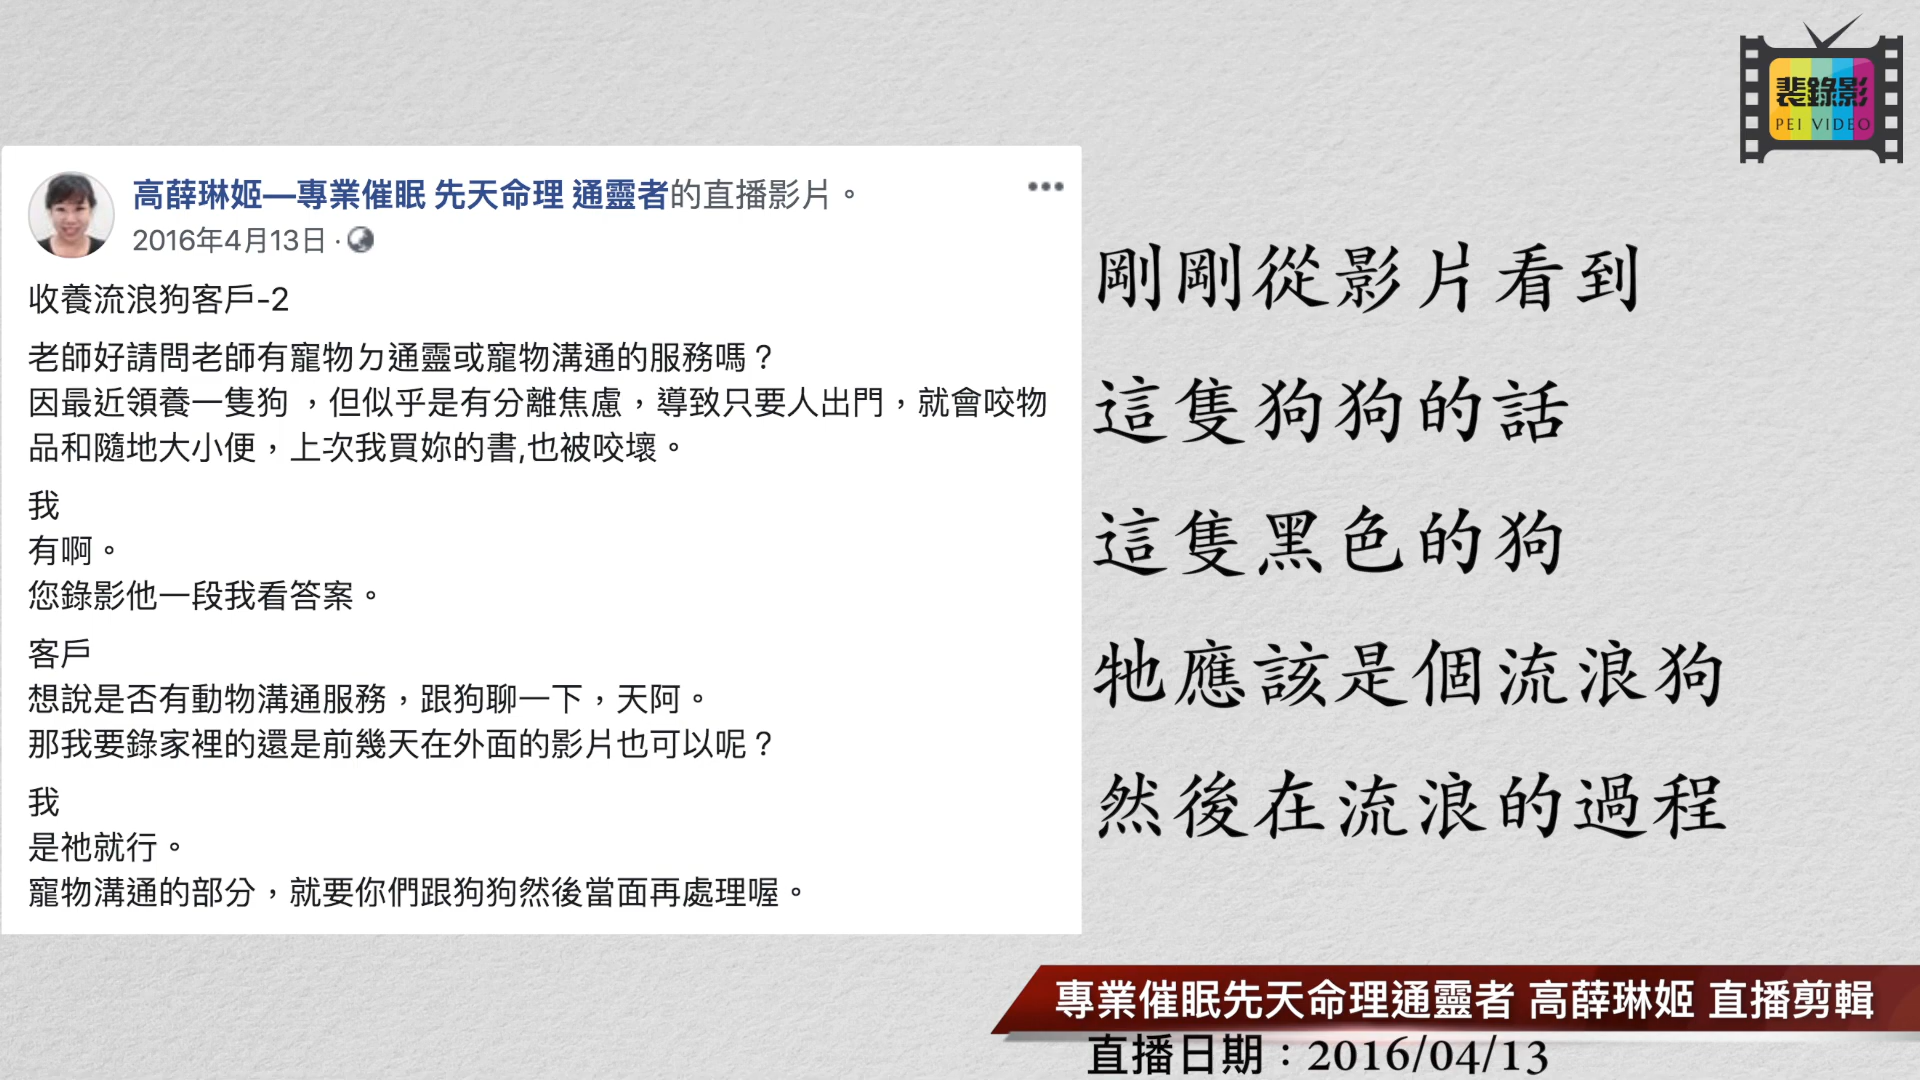 裴錄影
PEI VIDEO
高薛琳姬—專業催眠 先天命理 通靈者的直播影片。
2016年4月13日 ·
收養流浪狗客戶-2
老師好請問老師有寵物ㄉ通靈或寵物溝通的服務嗎？
因最近領養一隻狗 ，但似乎是有分離焦慮，導致只要人出門，就會咬物
品和隨地大小便，上次我買妳的書,也被咬壞。
我
有啊。
您錄影他一段我看答案。
客戶
想說是否有動物溝通服務，跟狗聊一下，天阿。
那我要錄家裡的還是前幾天在外面的影片也可以呢？
我
是祂就行。
寵物溝通的部分，就要你們跟狗狗然後當面再處理喔。
剛剛從影片看到
這隻狗狗的話
這隻黑色的狗
牠應該是個流浪狗
然後在流浪的過程
專業催眠先天命理通靈者 高薛琳姬 直播剪輯
直播日期：2016/04/13